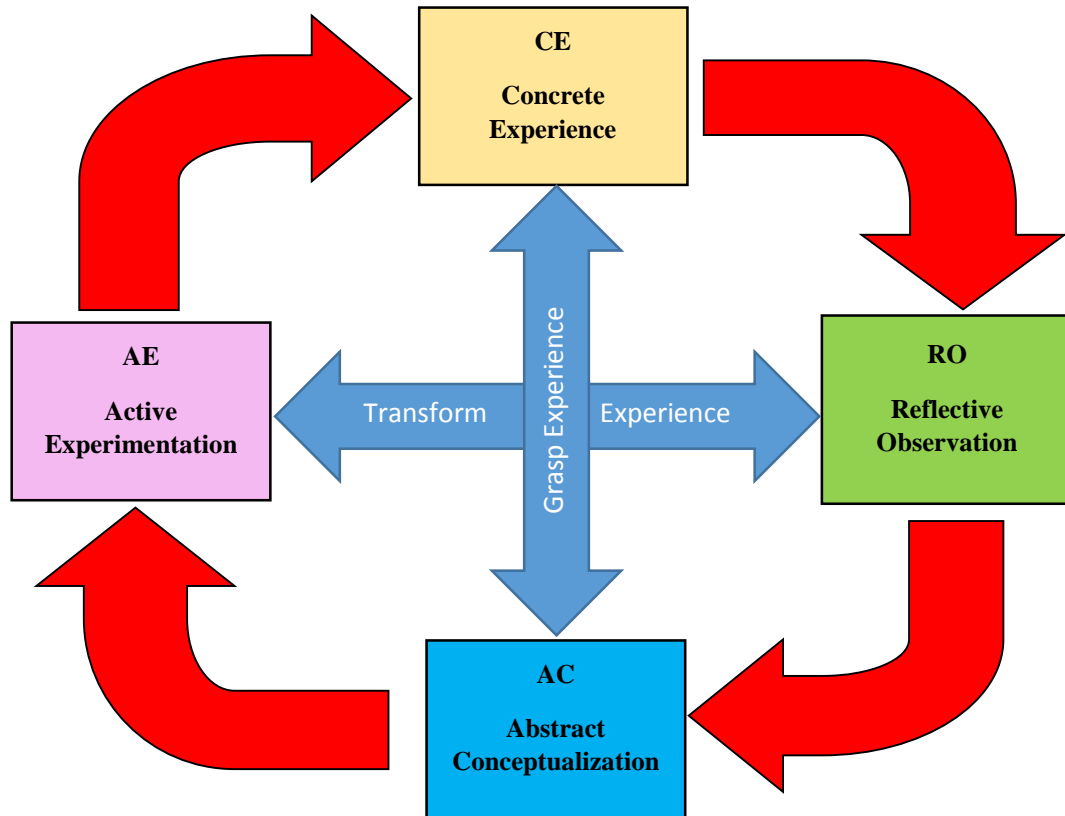 CE
Concrete
Experience
AE
Active
Experimentation
Transform
Grasp Experience
Experience
RO
Reflective
Observation
AC
Abstract
Conceptualization